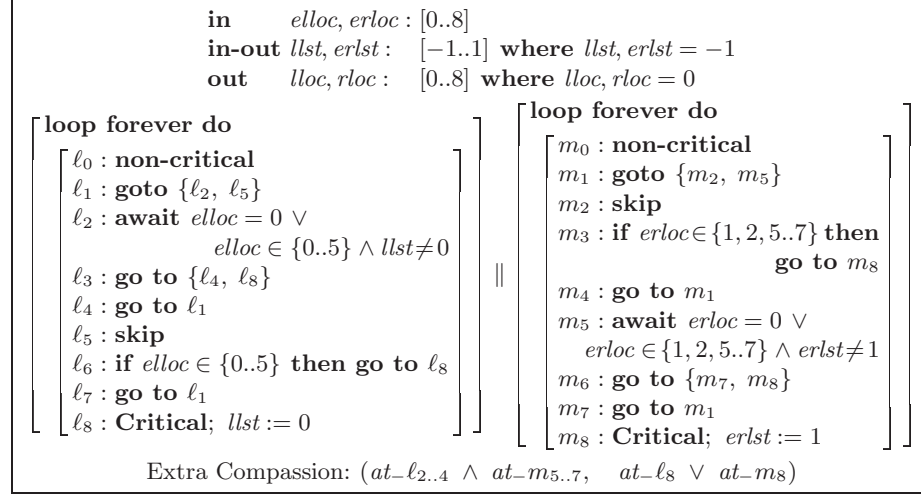 in elloc, erloc : [0..8]
in-out llst, erlst : [−1..1] where llst, erlst = −1
out lloc, rloc : [0..8] where lloc, rloc = 0
loop forever do
ℓ0 : non-critical
ℓ1 : goto {ℓ2, ℓ5}
ℓ2 : await elloc = 0 ∨
elloc ∈ {0..5} ∧ llst≠0
ℓ3 : go to {ℓ4, ℓ8}
ℓ4 : go to ℓ1
ℓ5 : skip
ℓ6 : if elloc ∈ {0..5} then go to ℓ8
ℓ7 : go to ℓ1
ℓ8 : Critical; llst := 0
||
loop forever do
m0 : non-critical
m1 : goto {m2, m5}
m2 : skip
m3 : if erloc∈{1, 2, 5..7} then
go to m8
m4 : go to m1
m5 : await erloc = 0 ∨
erloc ∈{1, 2, 5..7} ∧ erlst≠1
m6 : go to {m7, m8}
m7 : go to m1
m8 : Critical; erlst := 1
Extra Compassion: (at−ℓ2..4 ∧ at−m5..7, at−ℓ8 ∨ at−m8)